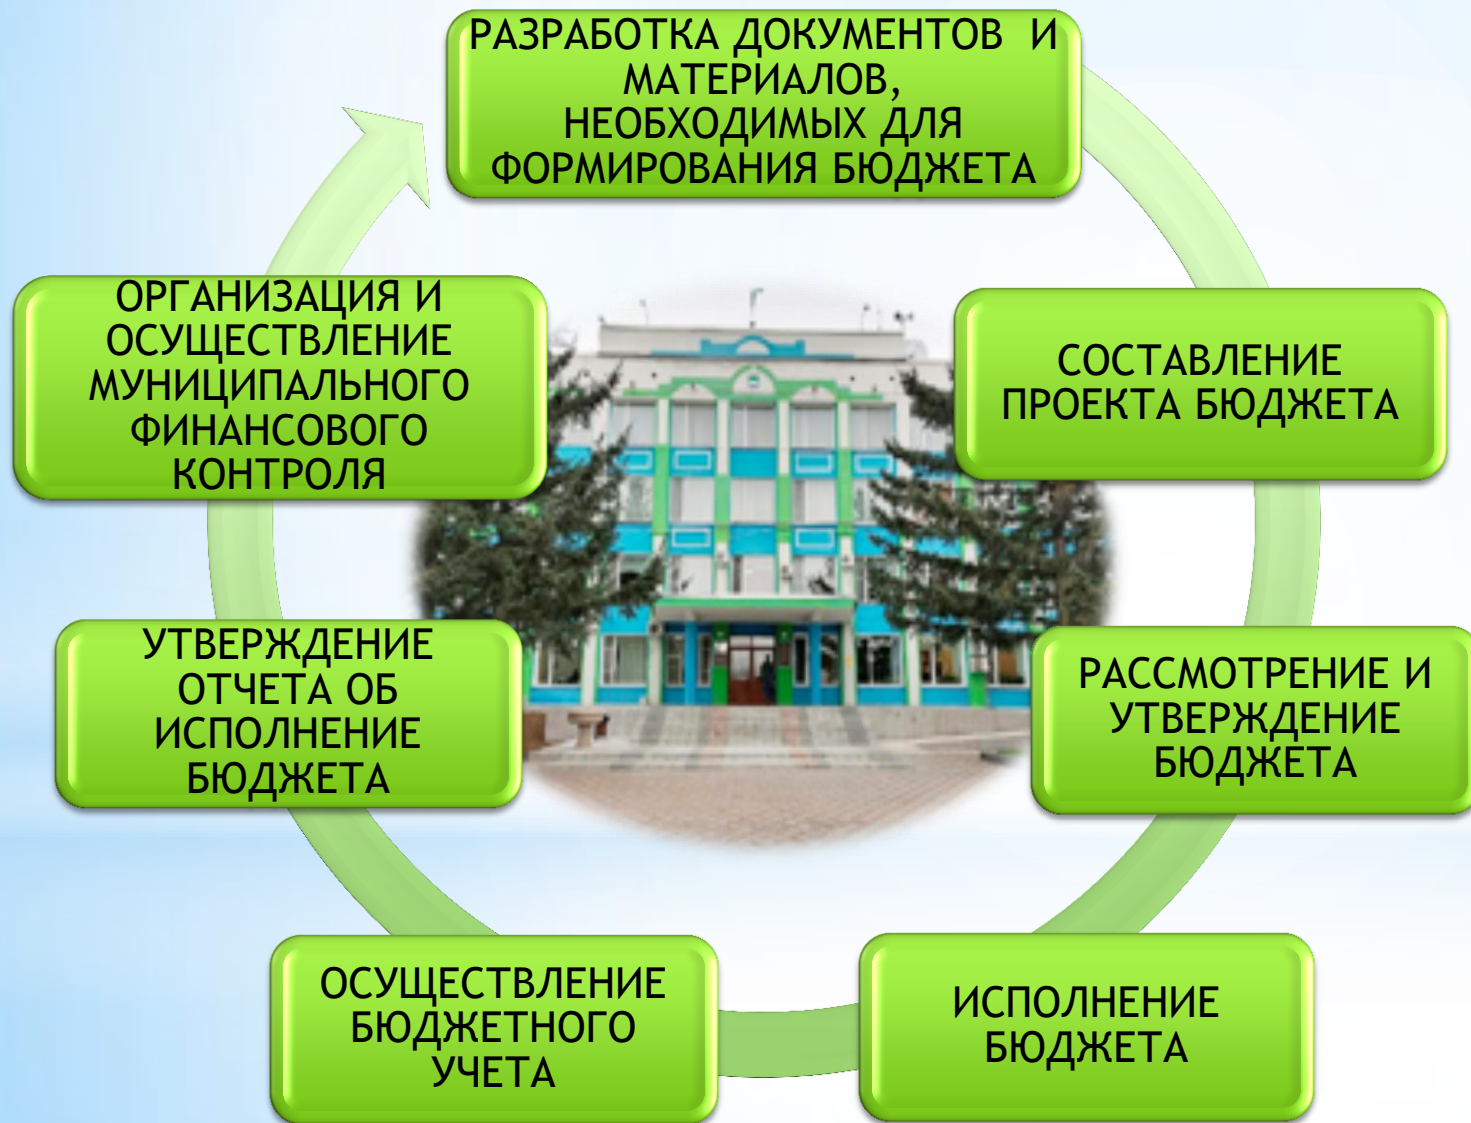 РАЗРАБОТКА ДОКУМЕНТОВ И
МАТЕРИАЛОВ,
НЕОБХОДИМЫХ ДЛЯ
ФОРМИРОВАНИЯ БЮДЖЕТА
СОСТАВЛЕНИЕ
ПРОЕКТА БЮДЖЕТА
РАССМОТРЕНИЕ И
УТВЕРЖДЕНИЕ
БЮДЖЕТА
ИСПОЛНЕНИЕ
БЮДЖЕТА
ОСУЩЕСТВЛЕНИЕ
БЮДЖЕТНОГО
УЧЕТА
УТВЕРЖДЕНИЕ
ОТЧЕТА ОБ
ИСПОЛНЕНИЕ
БЮДЖЕТА
ОРГАНИЗАЦИЯ И
ОСУЩЕСТВЛЕНИЕ
МУНИЦИПАЛЬНОГО
ФИНАНСОВОГО
КОНТРОЛЯ